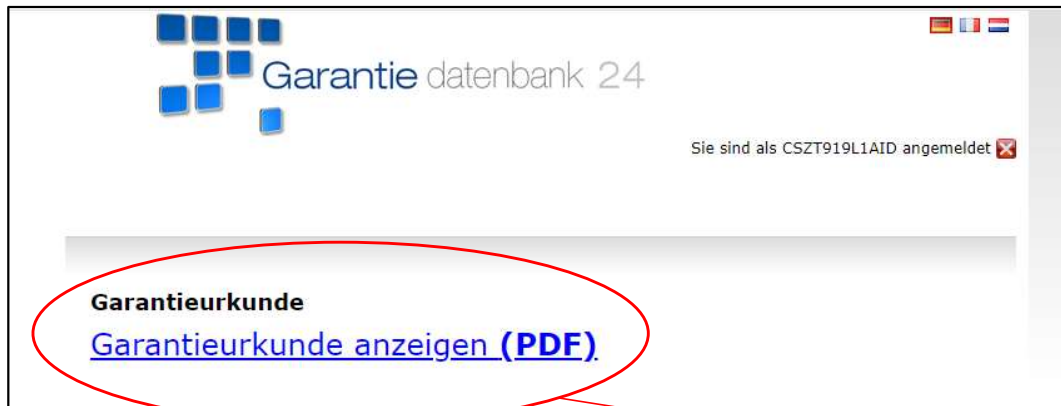 Garantie datenbank 24
Sie sind als CSZT919L1AID angemeldet
Garantieurkunde
Garantieurkunde anzeigen (PDF)